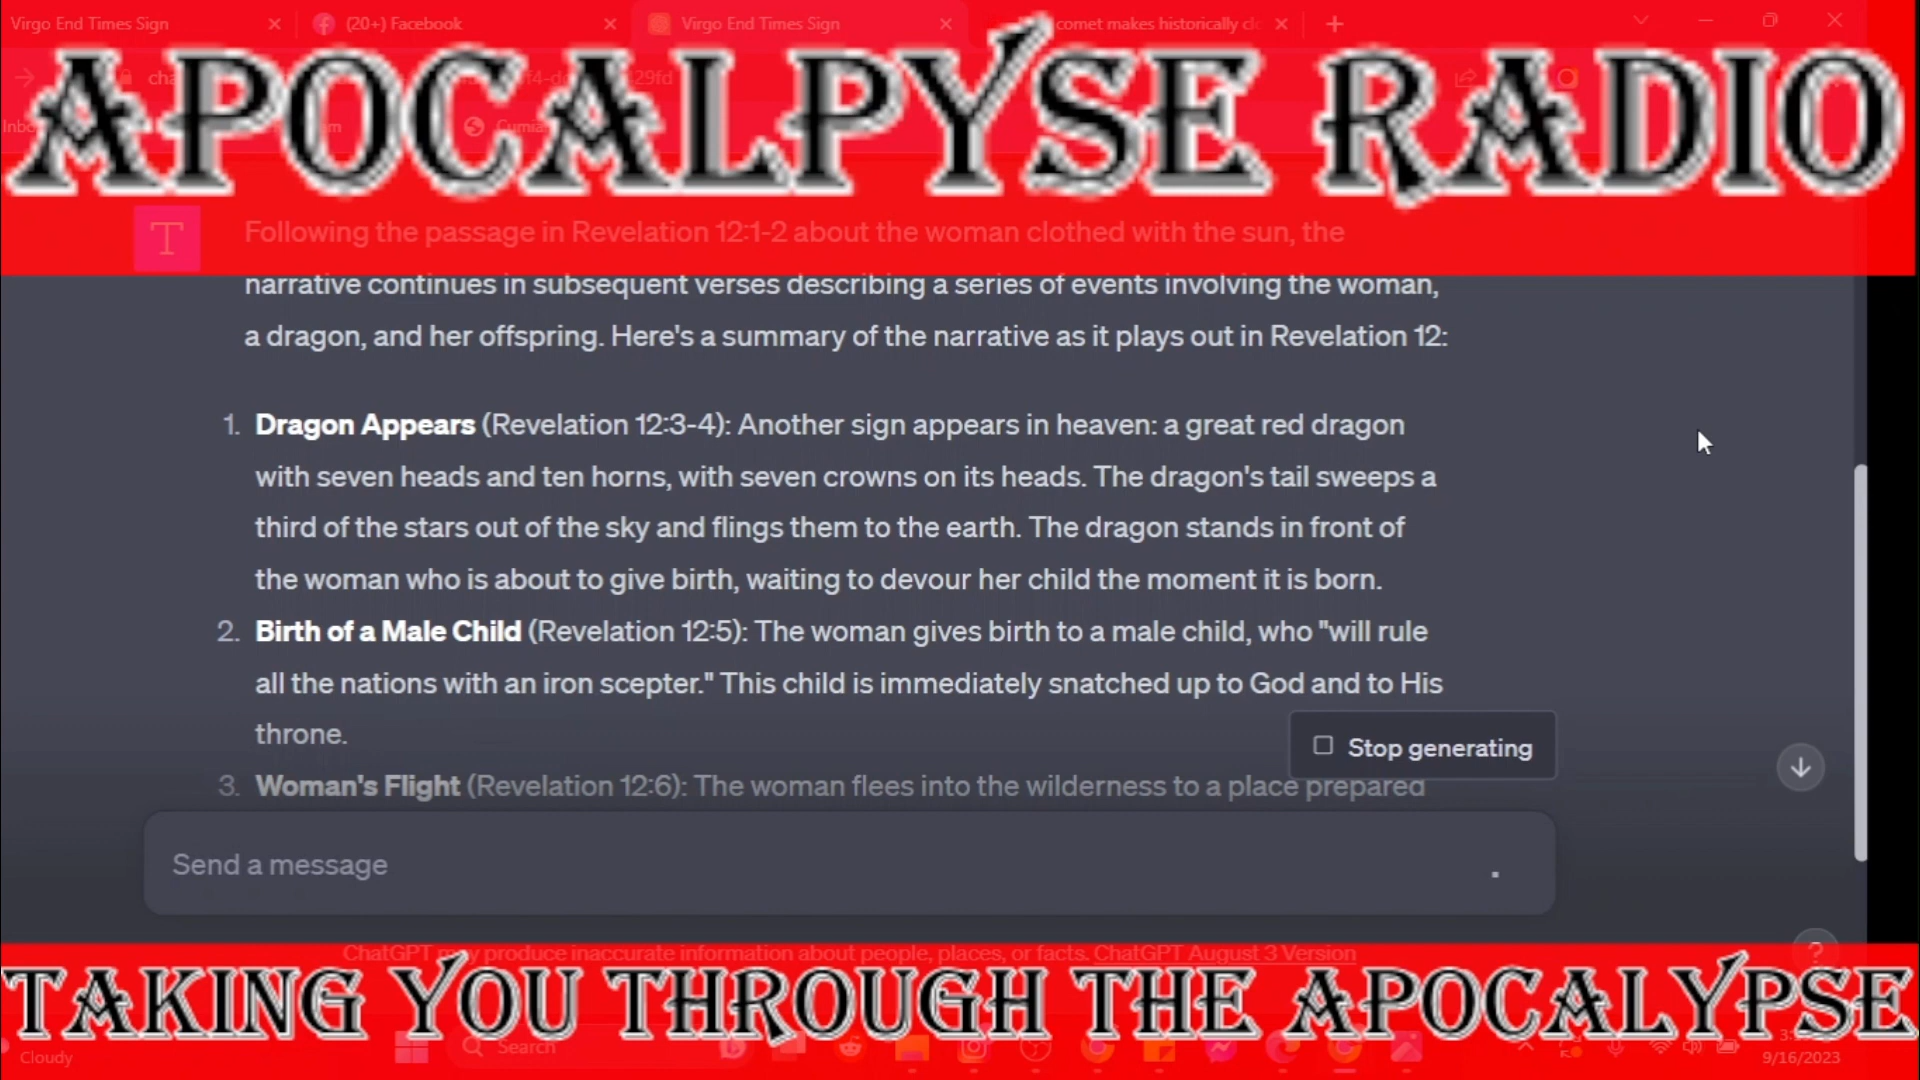 Virgo End Times Sign
(20+) Facebook
Virgo End Times Sign
comet makes historically clo
APOCALPYSE RADIO
T
Following the passage in Revelation 12:1-2 about the woman clothed with the sun, the
narrative continues in subsequent verses describing a series of events involving the woman,
a dragon, and her offspring. Here's a summary of the narrative as it plays out in Revelation 12:
1. Dragon Appears (Revelation 12:3-4): Another sign appears in heaven: a great red dragon
with seven heads and ten horns, with seven crowns on its heads. The dragon's tail sweeps a
third of the stars out of the sky and flings them to the earth. The dragon stands in front of
the woman who is about to give birth, waiting to devour her child the moment it is born.
2. Birth of a Male Child (Revelation 12:5): The woman gives birth to a male child, who "will rule
all the nations with an iron scepter." This child is immediately snatched up to God and to His
throne.
Stop generating
3. Woman's Flight (Revelation 12:6): The woman flees into the wilderness to a place prepared
Send a message
ChatGPT may produce inaccurate information about people, places, or facts. ChatGPT August 3 Version
TAKING YOU THROUGH THE APOCALYPSE
Cloudy
Search
9/16/2023